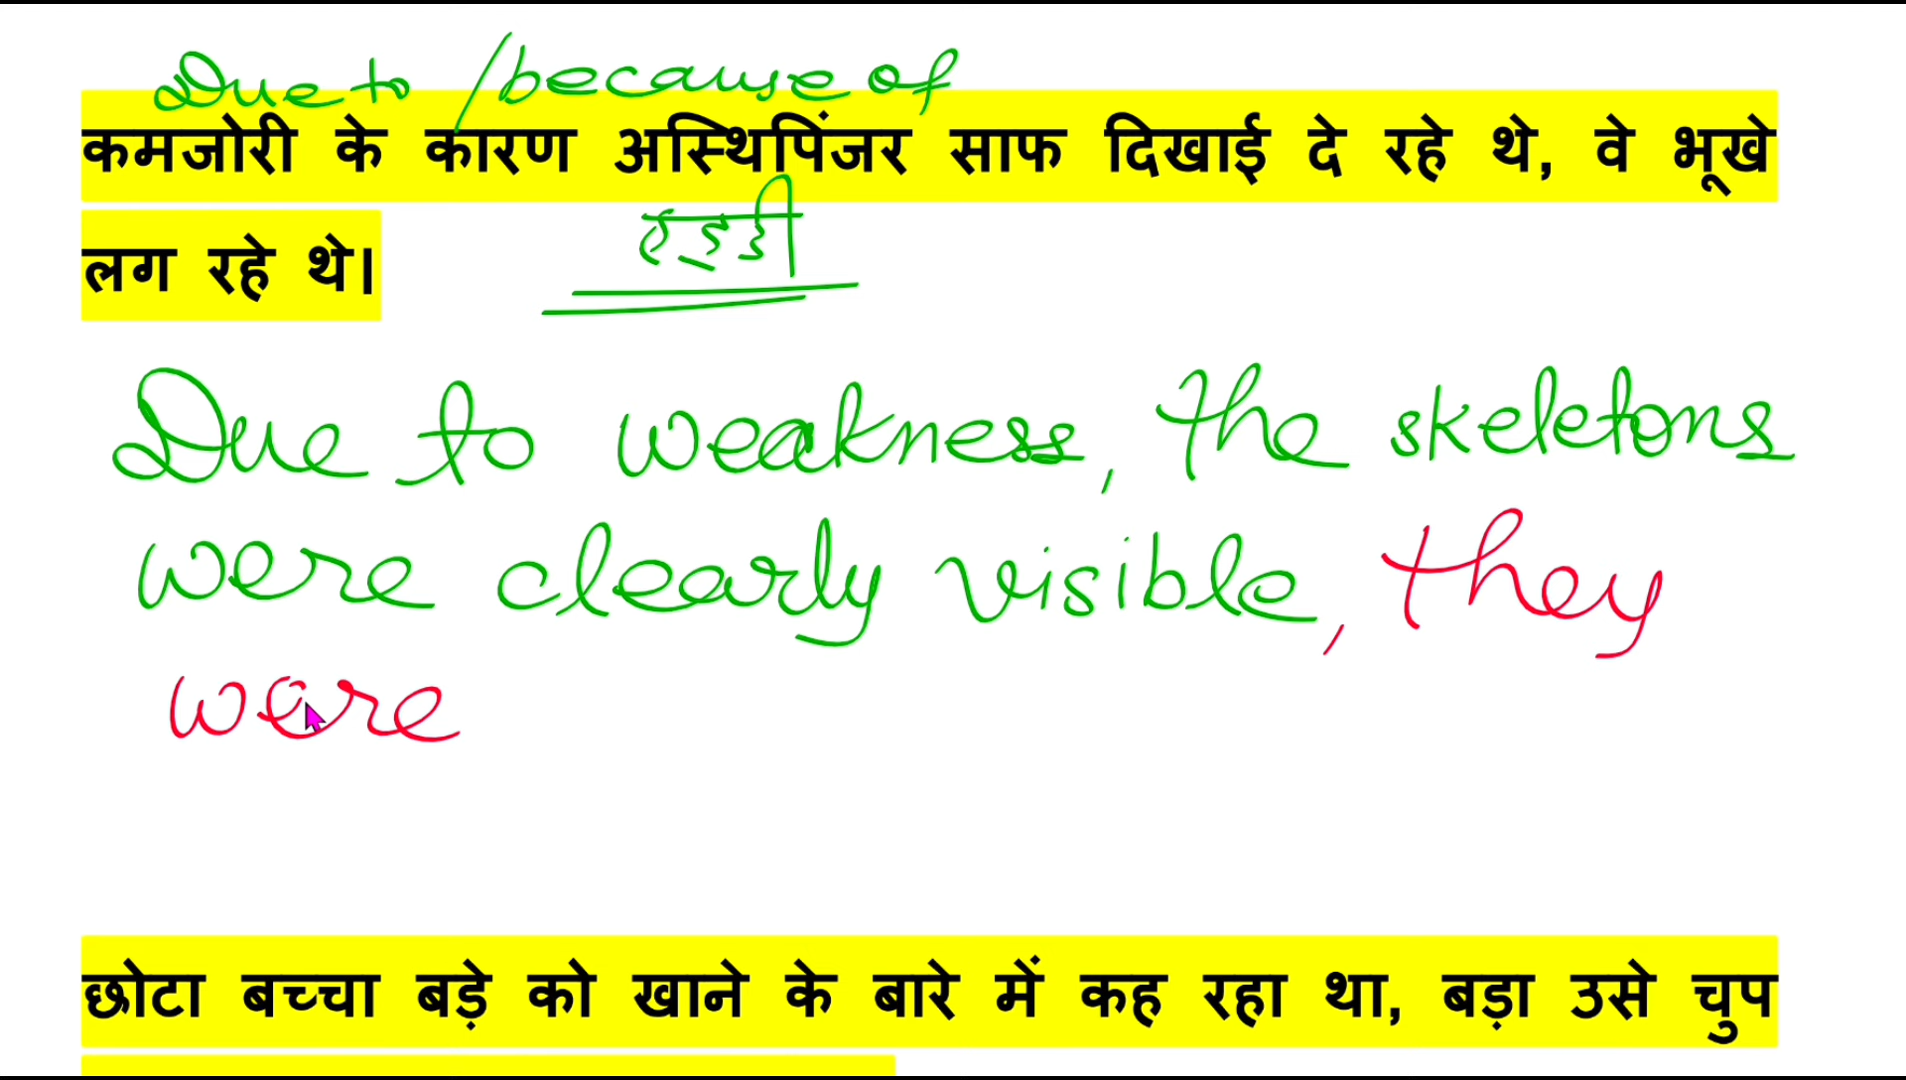 Due to / because of
कमजोरी के कारण अस्थिपिंजर साफ दिखाई दे रहे थे, वे भूखे
लग रहे थे।
Due to weakness, the skeletons
were clearly visible, they
were
छोटा बच्चा बड़े को खाने के बारे में कह रहा था, बड़ा उसे चुप